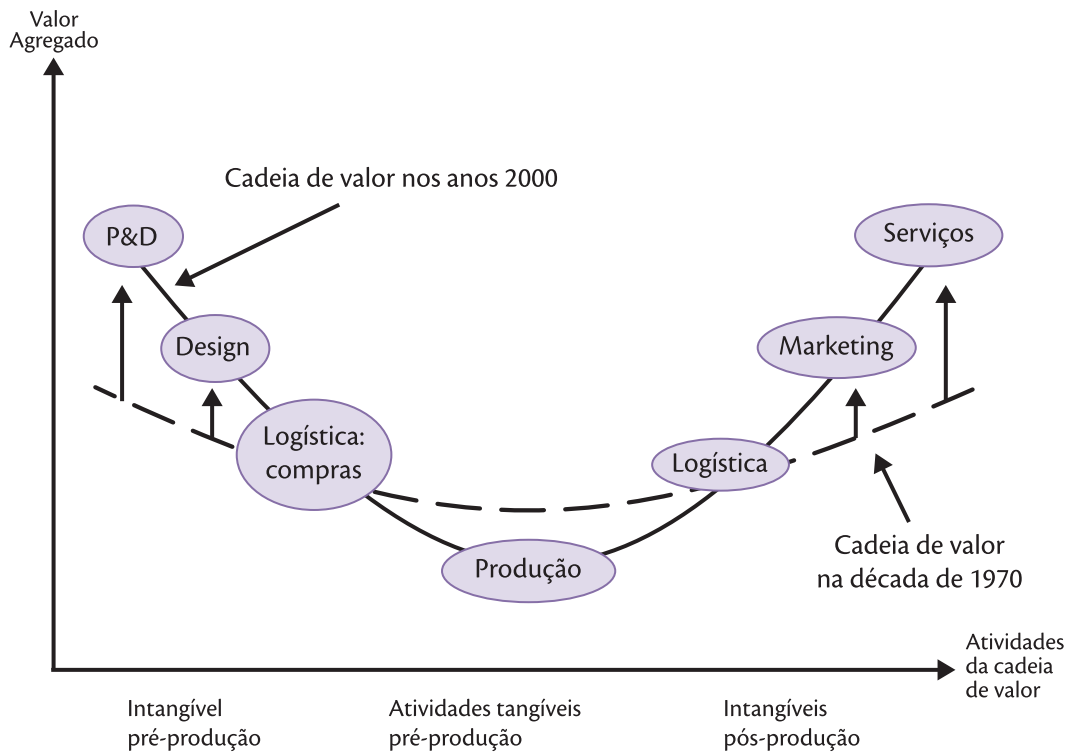 Valor
Agregado
Cadeia de valor nos anos 2000
P&D
Serviços
Design
Marketing
Logística:
compras
Logística
Produção
Cadeia de valor
na década de 1970
Atividades
da cadeia
de valor
Intangível
pré-produção
Atividades tangíveis
pré-produção
Intangíveis
pós-produção